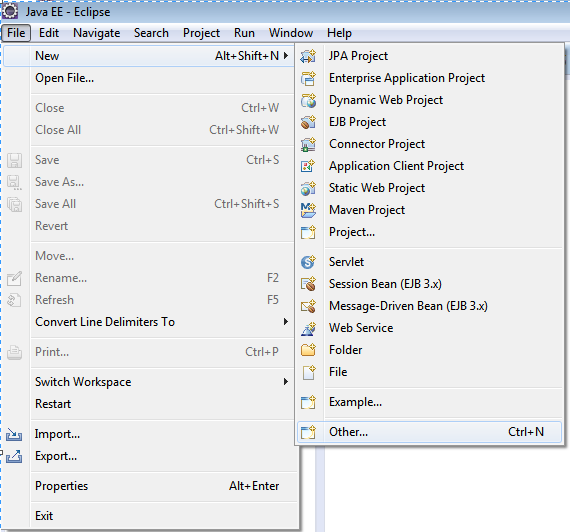 Java EE - Eclipse
File Edit Navigate Search Project Run Window Help
New Alt+Shift+N
Open File...
Close Ctrl+W
Close All Ctrl+Shift+W
Save Ctrl+S
Save As...
Save All Ctrl+Shift+S
Revert
Move...
Rename... F2
Refresh F5
Convert Line Delimiters To
Print... Ctrl+P
Switch Workspace
Restart
Import...
Export...
Properties Alt+Enter
Exit
JPA Project
Enterprise Application Project
Dynamic Web Project
EJB Project
Connector Project
Application Client Project
Static Web Project
Maven Project
Project...
Servlet
Session Bean (EJB 3.x)
Message-Driven Bean (EJB 3.x)
Web Service
Folder
File
Example...
Other... Ctrl+N